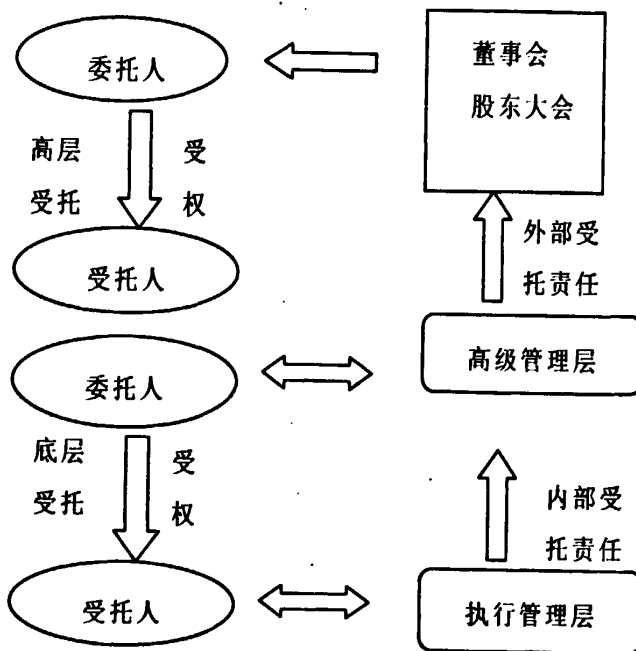 委托人
董事会
股东大会
高层
受托
受
权
外部受
托责任
受托人
委托人
高级管理层
底层
受托
受
权
内部受
托责任
受托人
执行管理层